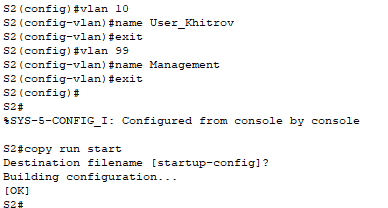 S2(config)#vlan 10
S2(config-vlan)#name User_Khitrov
S2(config-vlan)#exit
S2(config)#vlan 99
S2(config-vlan)#name Management
S2(config-vlan)#exit
S2(config)#
S2#
%SYS-5-CONFIG_I: Configured from console by console

S2#copy run start
Destination filename [startup-config]?
Building configuration...
[OK]
S2#